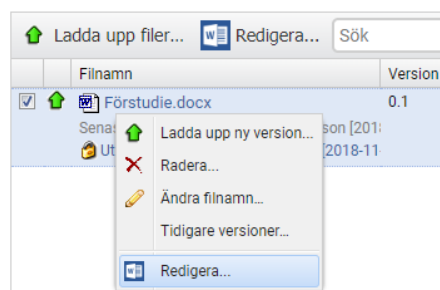 Ladda upp filer... Redigera... Sök
Filnamn Version
Förstudie.docx 0.1
Senas son [201
Ut [2018-11-
Ladda upp ny version...
Radera...
Ändra filnamn...
Tidigare versioner...
Redigera...